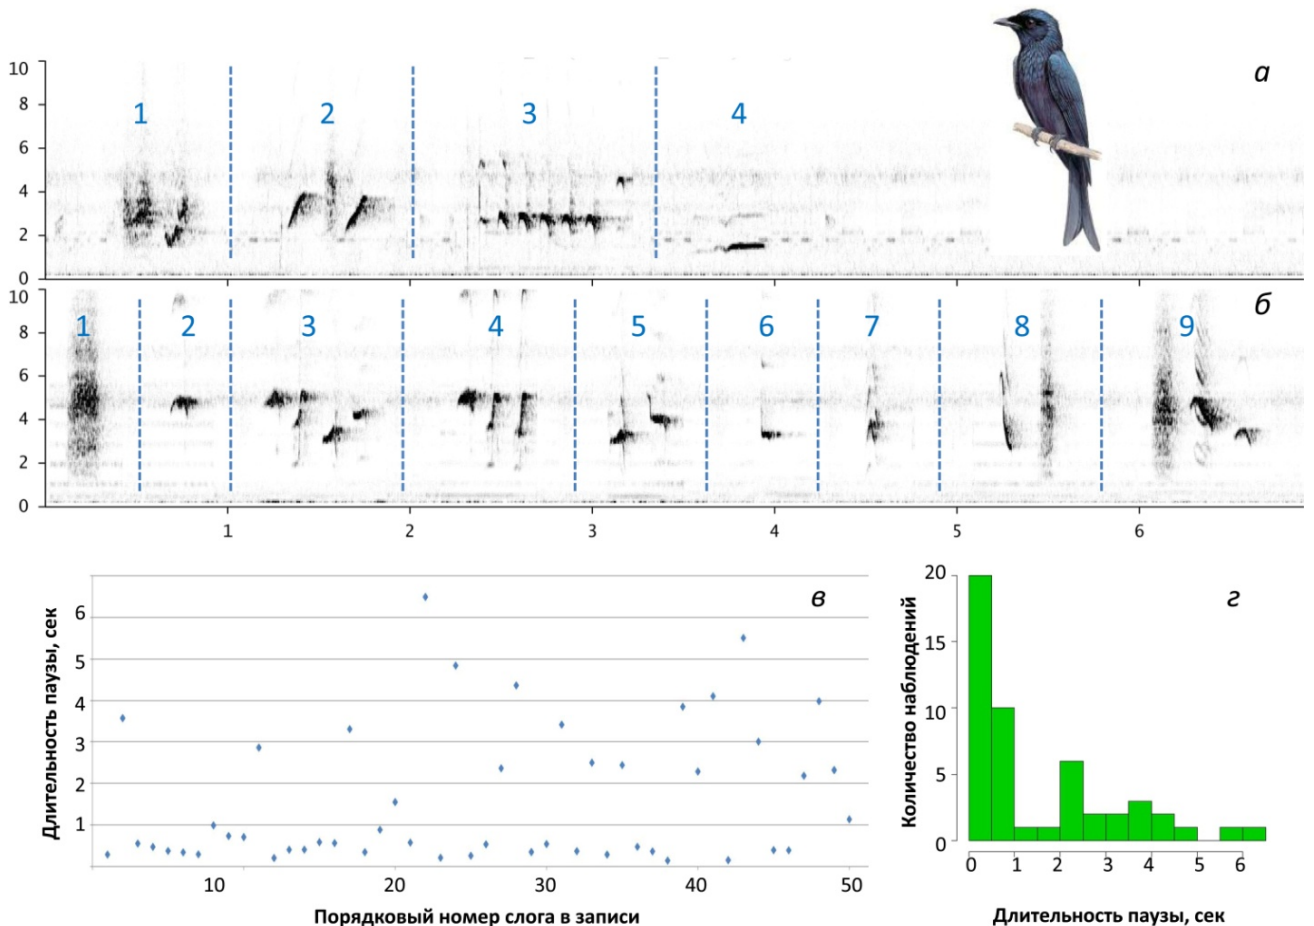 а
10
8
6
4
2
0
1 2 3 4
б
10
8
6
4
2
0
1 2 3 4 5 6 7 8 9
1 2 3 4 5 6
в
Длительность паузы, сек
6
5
4
3
2
1
10 20 30 40 50
Порядковый номер слога в записи
г
Количество наблюдений
20
15
10
5
0
0 1 2 3 4 5 6
Длительность паузы, сек